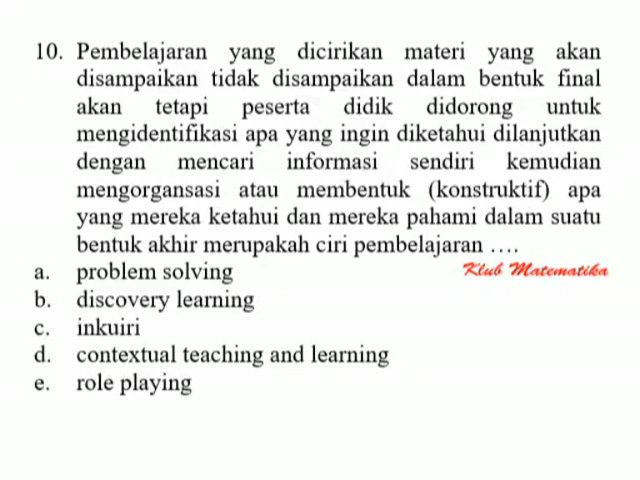 10. Pembelajaran yang dicirikan materi yang akan
disampaikan tidak disampaikan dalam bentuk final
akan tetapi peserta didik didorong untuk
mengidentifikasi apa yang ingin diketahui dilanjutkan
dengan mencari informasi sendiri kemudian
mengorgansasi atau membentuk (konstruktif) apa
yang mereka ketahui dan mereka pahami dalam suatu
bentuk akhir merupakah ciri pembelajaran ….
a. problem solving
Klub Matematika
b. discovery learning
c. inkuiri
d. contextual teaching and learning
e. role playing